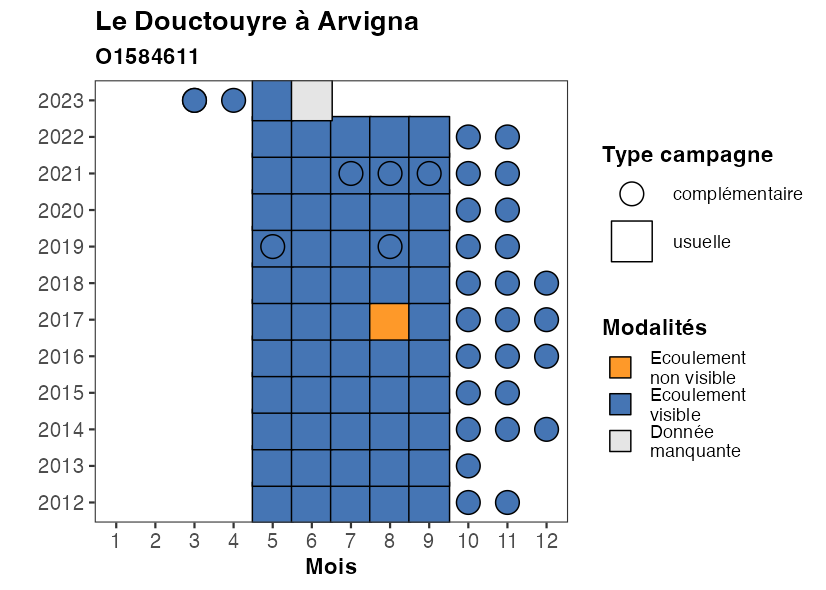 Le Douctouyre à Arvigna
O1584611
2023
2022
2021
2020
2019
2018
2017
2016
2015
2014
2013
2012
1 2 3 4 5 6 7 8 9 10 11 12
Mois
Type campagne
complémentaire
usuelle
Modalités
Ecoulement
non visible
Ecoulement
visible
Donnée
manquante